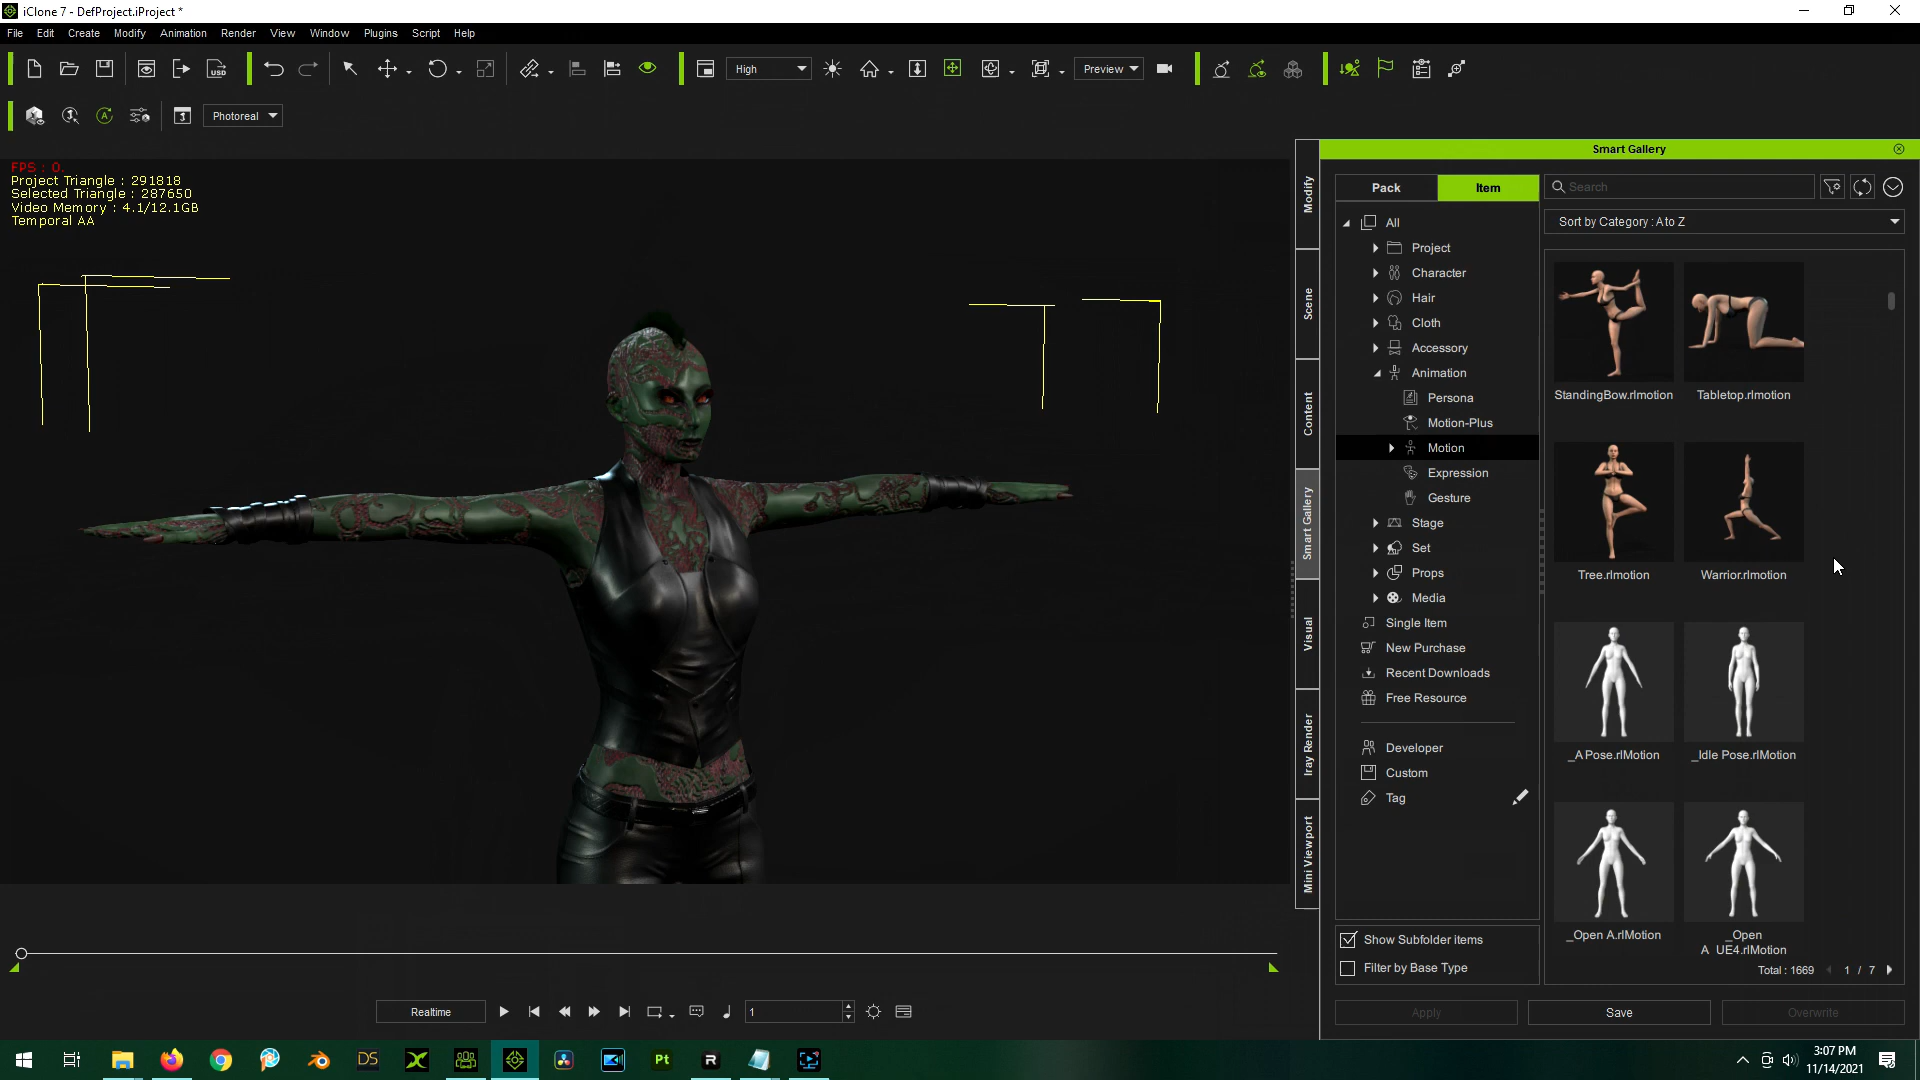 iClone 7 - DefProject.iProject *
File Edit Create Modify Animation Render View Window Plugins Script Help
USD High Preview
A Photoreal
Smart Gallery
FPS : 0.
Project Triangle : 291818
Selected Triangle : 287650
Video Memory : 4.1/12.1GB
Temporal AA
Modify
Scene
Content
Smart Gallery
Visual
Iray Render
Mini Viewport
Pack Item Search
Sort by Category : A to Z
All
Project
Character
Hair
Cloth
Accessory
Animation
Persona
Motion-Plus
Motion
Expression
Gesture
Stage
Set
Props
Media
Single Item
New Purchase
Recent Downloads
Free Resource
Developer
Custom
Tag
StandingBow.rlmotion Tabletop.rlmotion
Tree.rlmotion Warrior.rlmotion
_A Pose.rlMotion _Idle Pose.rlMotion
_Open A.rlMotion _Open
A_UE4.rlMotion
Show Subfolder items
Filter by Base Type
Total : 1669 1 / 7
Apply Save Overwrite
Realtime 1
DS Pt R
3:07 PM
11/14/2021